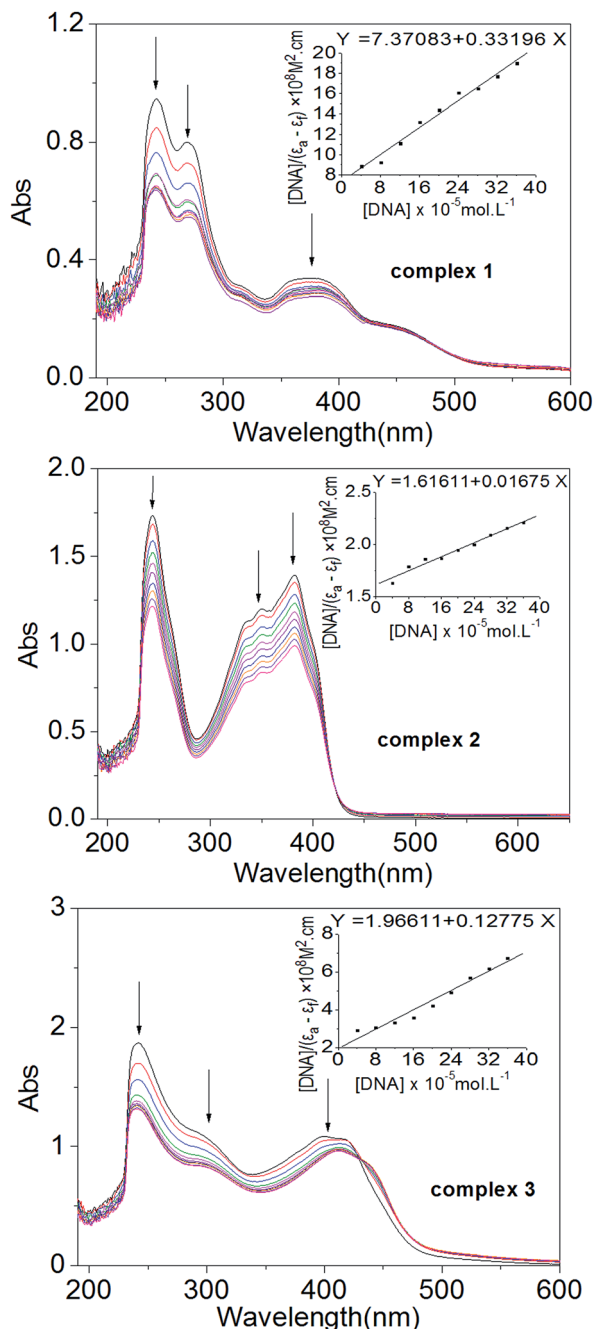 Y =7.37083+0.33196 X
[DNA]/(εa - εf) ×10⁸M².cm
20
18
16
14
12
10
8
0 8 16 24 32 40
[DNA] x 10⁻⁵mol.L⁻¹
Abs
1.2
0.8
0.4
0.0
complex 1
200 300 400 500 600
Wavelength(nm)
Y =1.61611+0.01675 X
[DNA]/(εa - εf) ×10⁸M².cm
2.5
2.0
1.5
0 8 16 24 32 40
[DNA] x 10⁻⁵mol.L⁻¹
Abs
2.0
1.5
1.0
0.5
0.0
complex 2
200 300 400 500 600
Wavelength(nm)
Y =1.96611+0.12775 X
[DNA]/(εa - εf) ×10⁸M².cm
8
6
4
2
0 8 16 24 32 40
[DNA] x 10⁻⁵mol.L⁻¹
Abs
3
2
1
0
complex 3
200 300 400 500 600
Wavelength(nm)